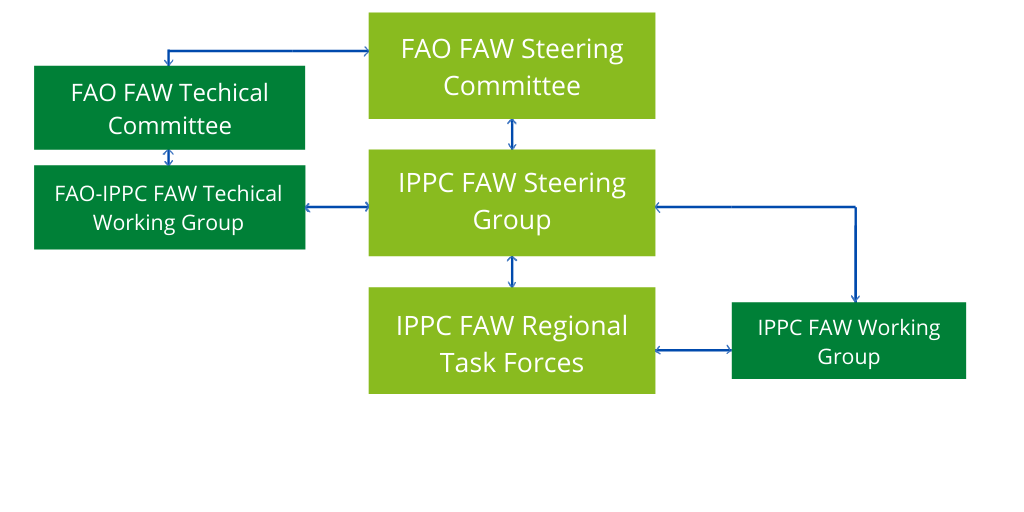 FAO FAW Steering
Committee
FAO FAW Techical
Committee
FAO-IPPC FAW Techical
Working Group
IPPC FAW Steering
Group
IPPC FAW Regional
Task Forces
IPPC FAW Working
Group